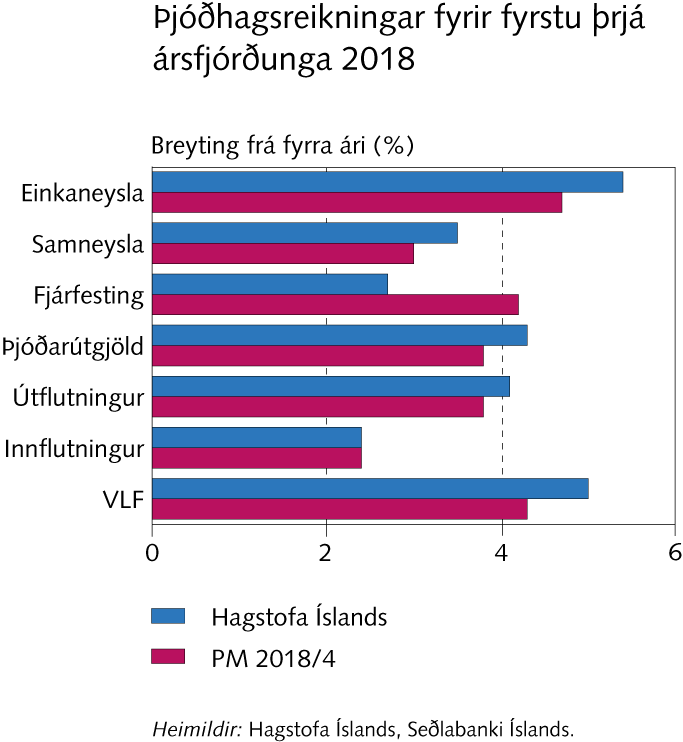 Þjóðhagsreikningar fyrir fyrstu þrjá
ársfjórðunga 2018
Breyting frá fyrra ári (%)
Einkaneysla
Samneysla
Fjárfesting
Þjóðarútgjöld
Útflutningur
Innflutningur
VLF
0 2 4 6
Hagstofa Íslands
PM 2018/4
Heimildir: Hagstofa Íslands, Seðlabanki Íslands.